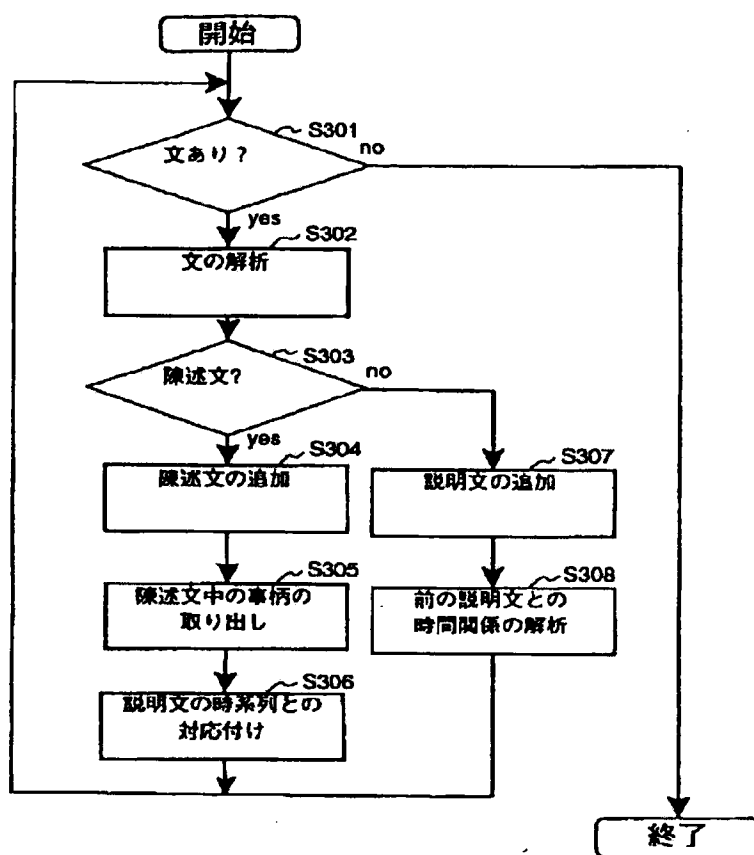 開始
S301
文あり?
no
yes
S302
文の解析
S303
陳述文?
no
yes
S304
陳述文の追加
S307
説明文の追加
S305
陳述文中の事柄の
取り出し
S308
前の説明文との
時間関係の解析
S306
説明文の時系列との
対応付け
終了